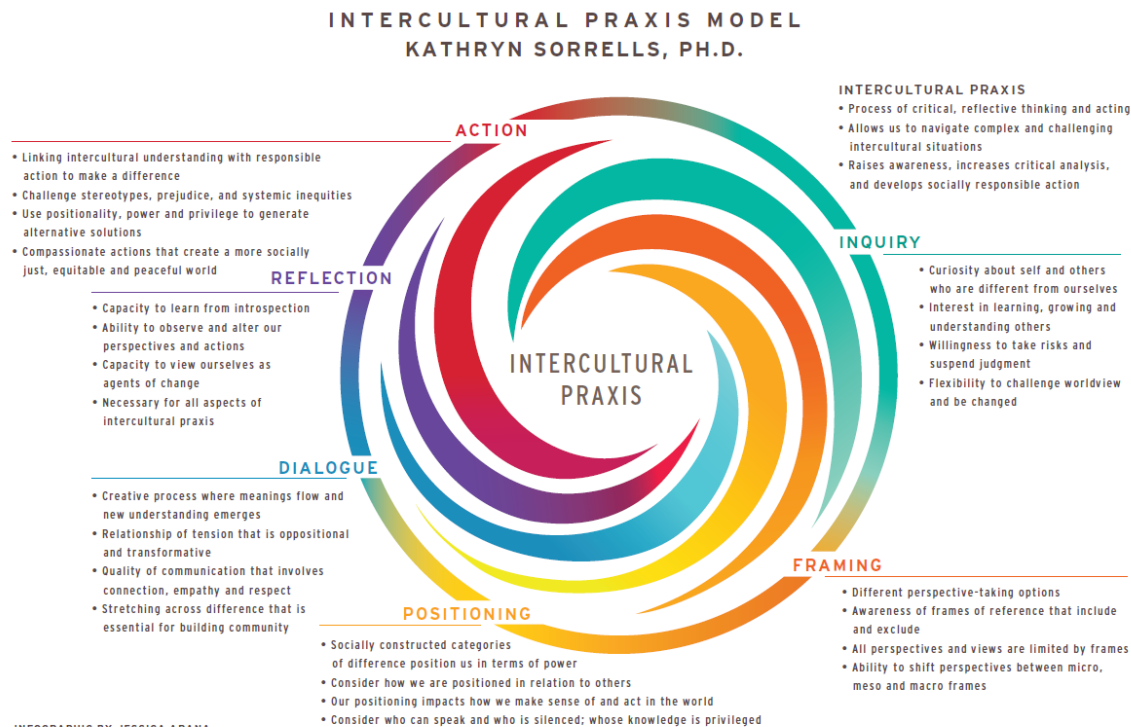 INTERCULTURAL PRAXIS MODEL
KATHRYN SORRELLS, PH.D.
INTERCULTURAL PRAXIS
• Process of critical, reflective thinking and acting
• Allows us to navigate complex and challenging
intercultural situations
• Raises awareness, increases critical analysis,
and develops socially responsible action
INQUIRY
• Curiosity about self and others
who are different from ourselves
• Interest in learning, growing and
understanding others
• Willingness to take risks and
suspend judgment
• Flexibility to challenge worldview
and be changed
FRAMING
• Different perspective-taking options
• Awareness of frames of reference that include
and exclude
• All perspectives and views are limited by frames
• Ability to shift perspectives between micro,
meso and macro frames
POSITIONING
• Socially constructed categories
of difference position us in terms of power
• Consider how we are positioned in relation to others
• Our positioning impacts how we make sense of and act in the world
• Consider who can speak and who is silenced; whose knowledge is privileged
DIALOGUE
• Creative process where meanings flow and
new understanding emerges
• Relationship of tension that is oppositional
and transformative
• Quality of communication that involves
connection, empathy and respect
• Stretching across difference that is
essential for building community
REFLECTION
• Capacity to learn from introspection
• Ability to observe and alter our
perspectives and actions
• Capacity to view ourselves as
agents of change
• Necessary for all aspects of
intercultural praxis
ACTION
• Linking intercultural understanding with responsible
action to make a difference
• Challenge stereotypes, prejudice, and systemic inequities
• Use positionality, power and privilege to generate
alternative solutions
• Compassionate actions that create a more socially
just, equitable and peaceful world
INTERCULTURAL
PRAXIS
INFOGRAPHIC BY JESSICA ARANA